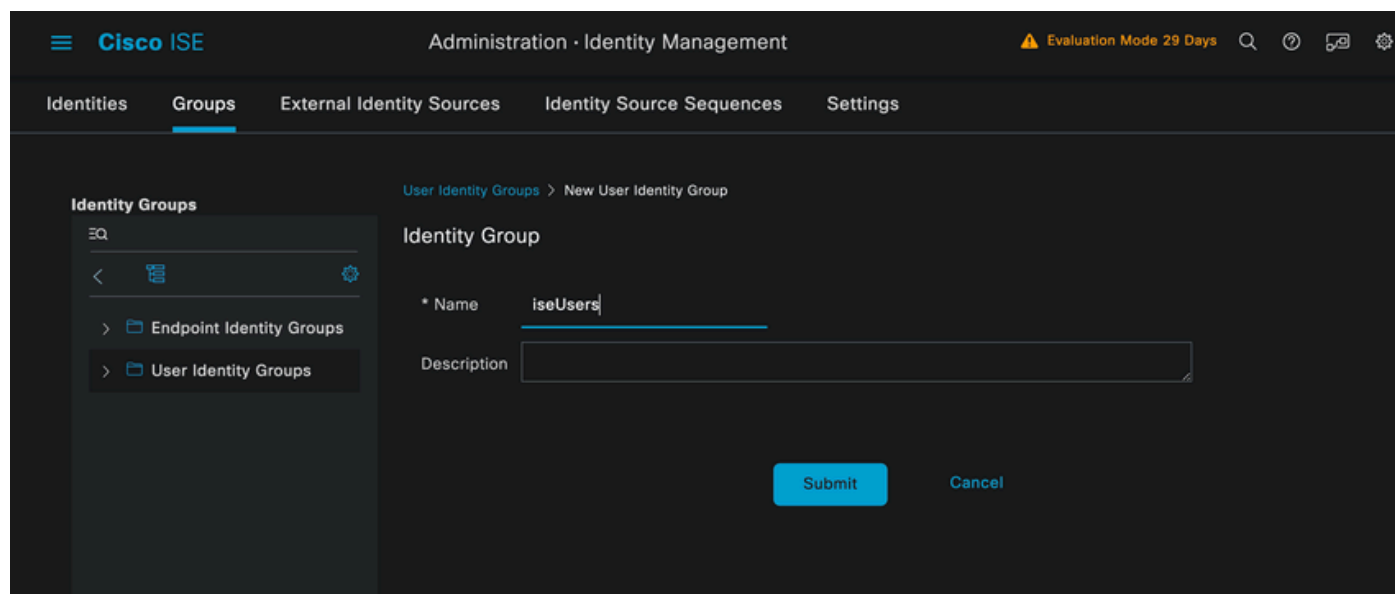 Cisco ISE
Administration · Identity Management
Evaluation Mode 29 Days
Identities
Groups
External Identity Sources
Identity Source Sequences
Settings
Identity Groups
Endpoint Identity Groups
User Identity Groups
User Identity Groups > New User Identity Group
Identity Group
* Name
iseUsers
Description
Submit
Cancel